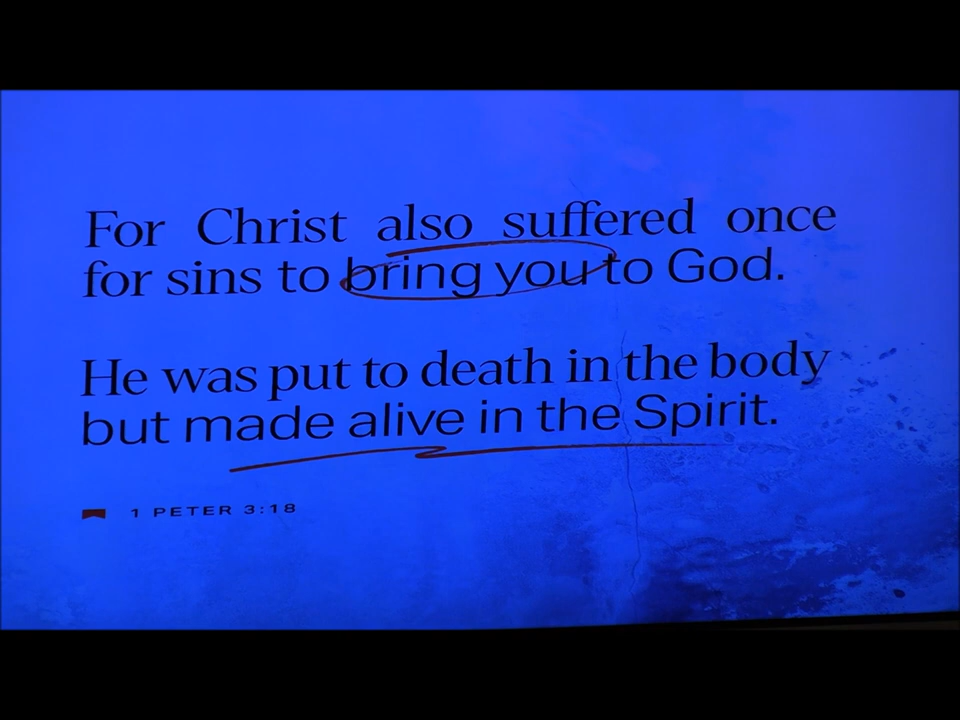 For Christ also suffered once
for sins to bring you to God.
He was put to death in the body
but made alive in the Spirit.
1 PETER 3:18